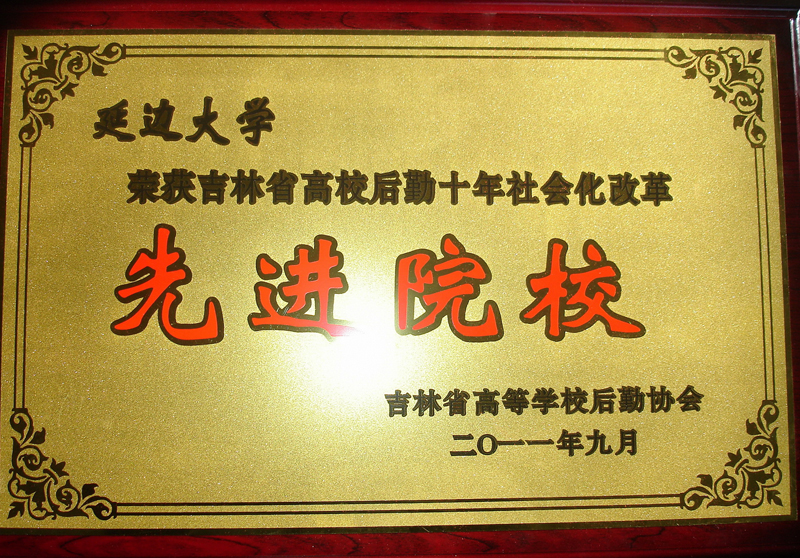 延边大学
荣获吉林省高校后勤十年社会化改革
先进院校
吉林省高等学校后勤协会
二〇一一年九月